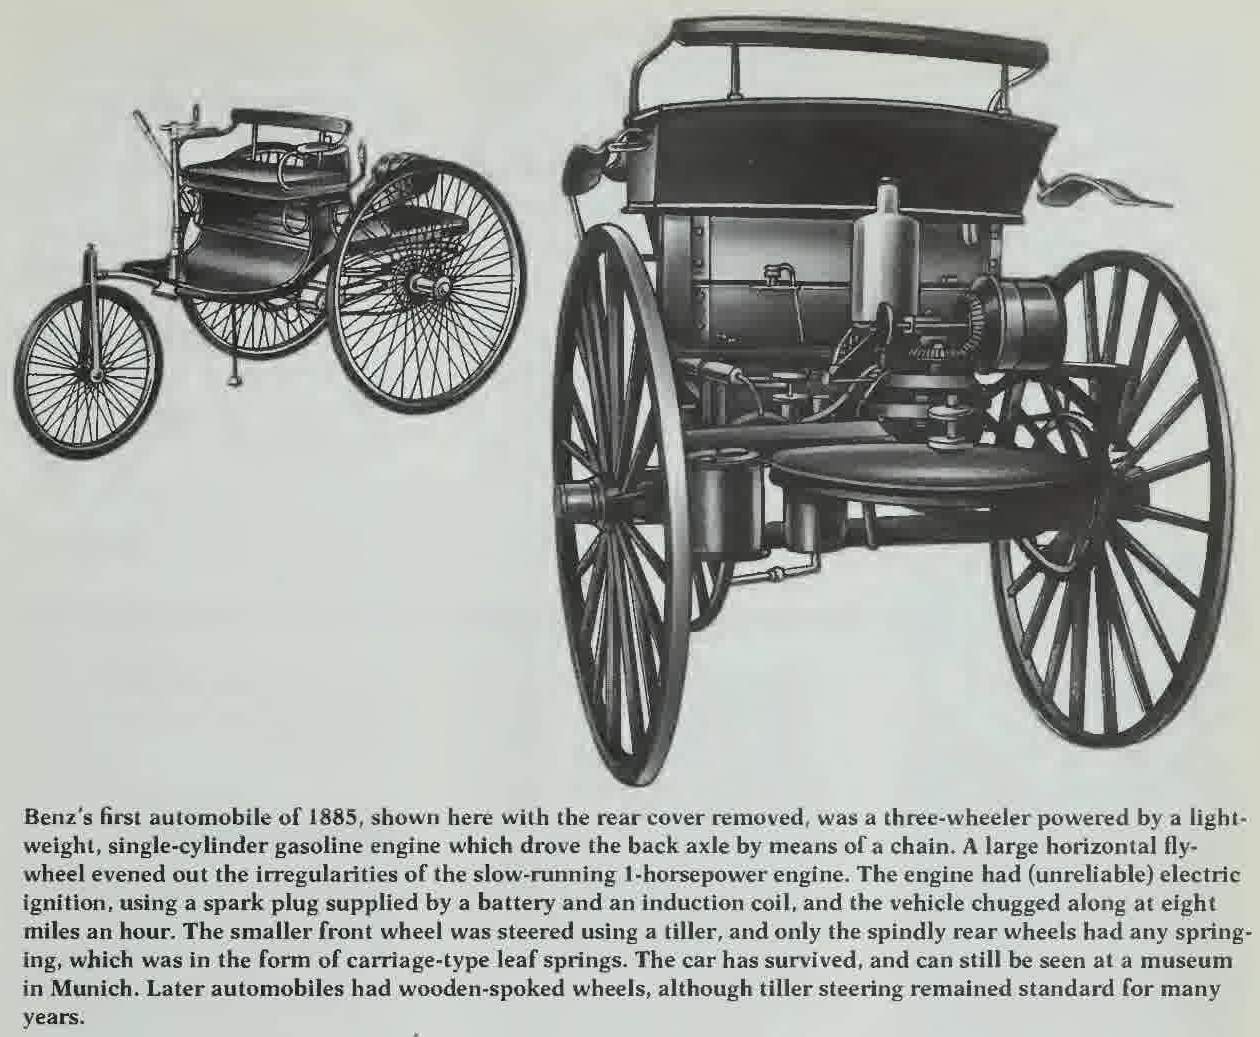 Benz's first automobile of 1885, shown here with the rear cover removed, was a three-wheeler powered by a light-
weight, single-cylinder gasoline engine which drove the back axle by means of a chain. A large horizontal fly-
wheel evened out the irregularities of the slow-running 1-horsepower engine. The engine had (unreliable) electric
ignition, using a spark plug supplied by a battery and an induction coil, and the vehicle chugged along at eight
miles an hour. The smaller front wheel was steered using a tiller, and only the spindly rear wheels had any spring-
ing, which was in the form of carriage-type leaf springs. The car has survived, and can still be seen at a museum
in Munich. Later automobiles had wooden-spoked wheels, although tiller steering remained standard for many
years.